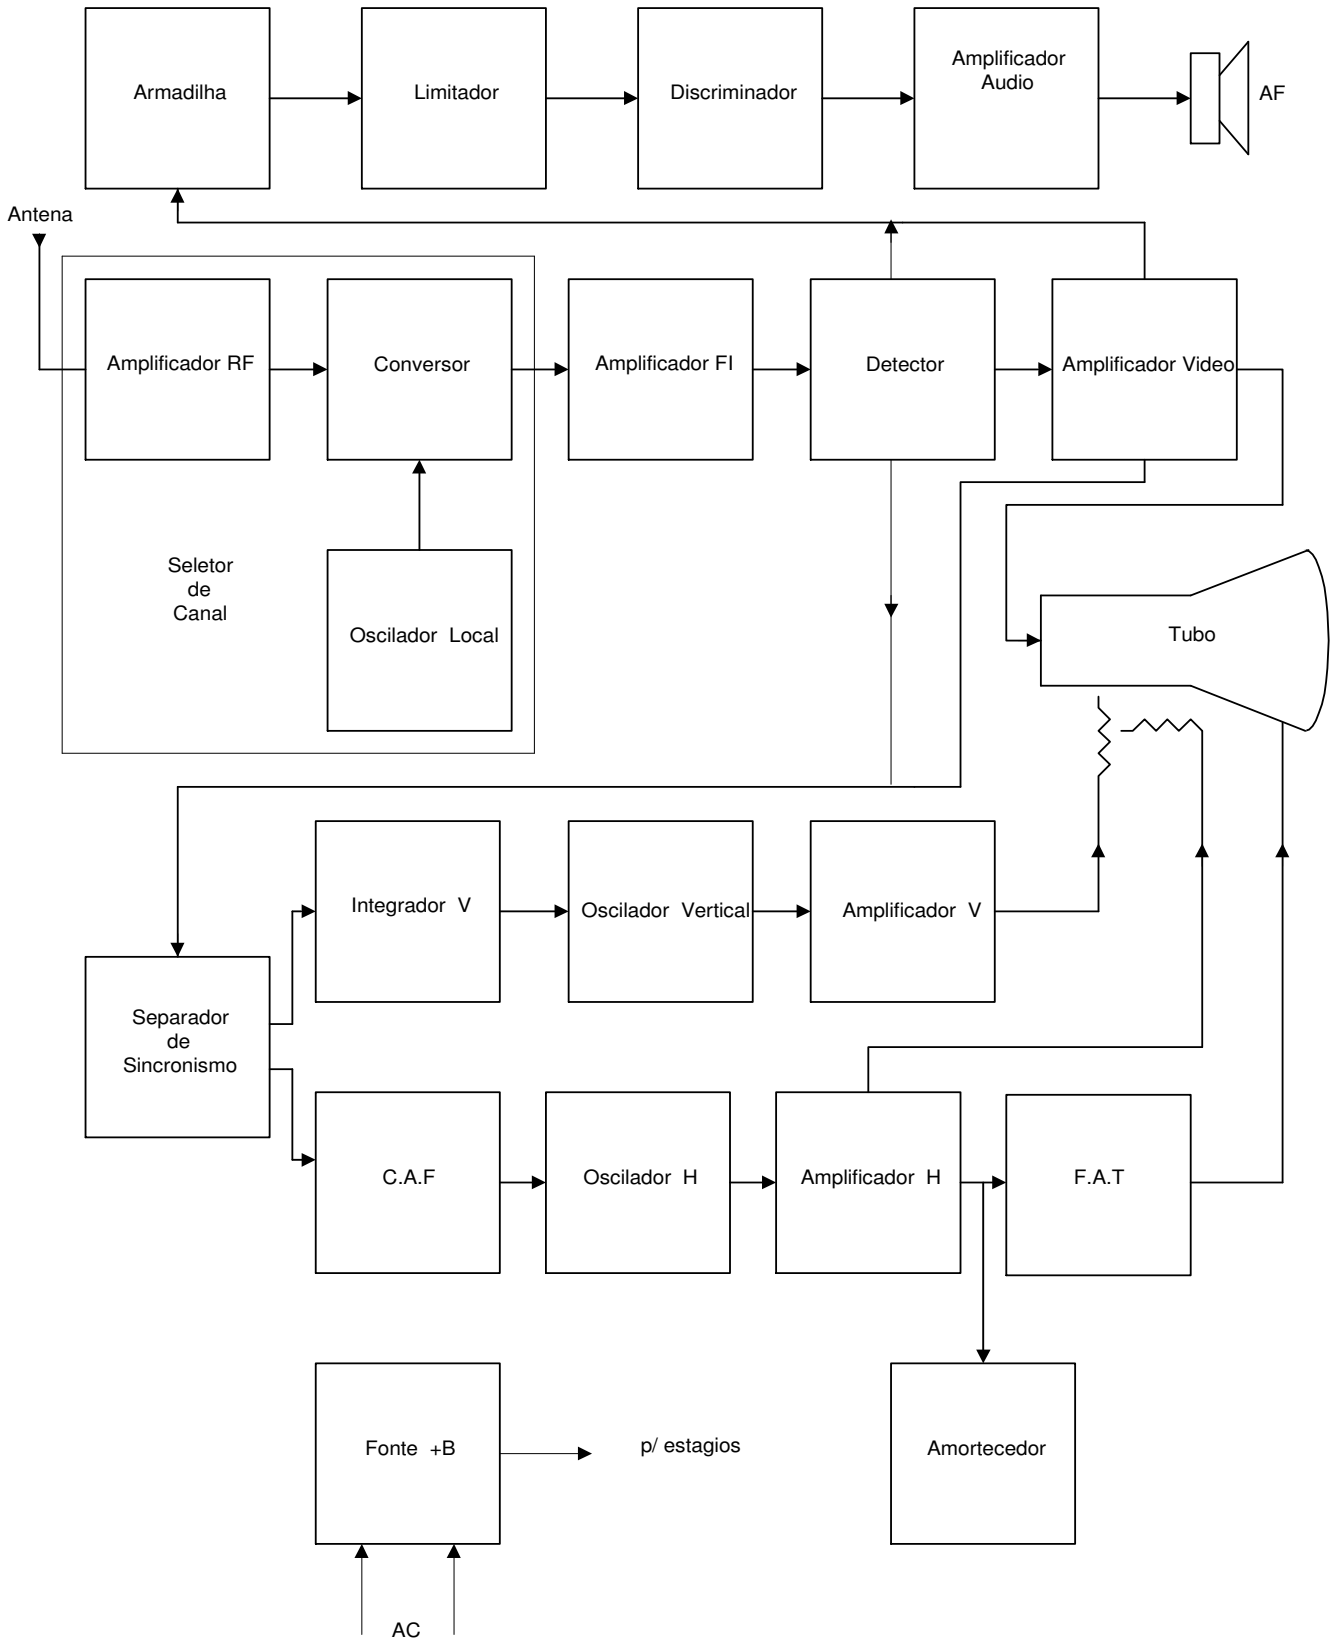 Armadilha
Limitador
Discriminador
Amplificador
Audio
AF
Antena
Amplificador RF
Conversor
Amplificador FI
Detector
Amplificador Video
Seletor
de
Canal
Oscilador Local
Tubo
Integrador V
Oscilador Vertical
Amplificador V
Separador
de
Sincronismo
C.A.F
Oscilador H
Amplificador H
F.A.T
Fonte +B
p/ estagios
Amortecedor
AC